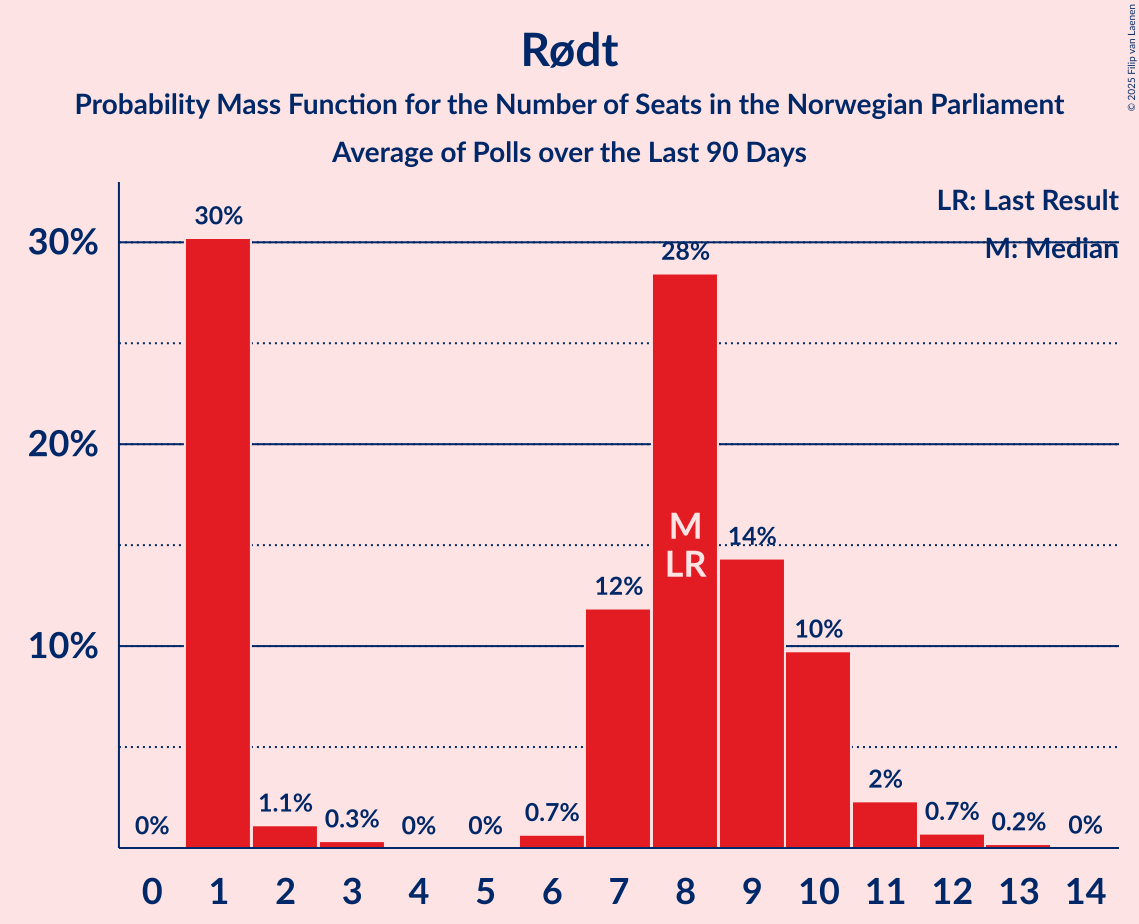 Rødt
Probability Mass Function for the Number of Seats in the Norwegian Parliament
Average of Polls over the Last 90 Days
© 2025 Filip van Laenen
LR: Last Result
M: Median
30%
20%
10%
0%
30%
1.1%
0.3%
0%
0%
0.7%
12%
28%
14%
10%
2%
0.7%
0.2%
0%
M
LR
0 1 2 3 4 5 6 7 8 9 10 11 12 13 14